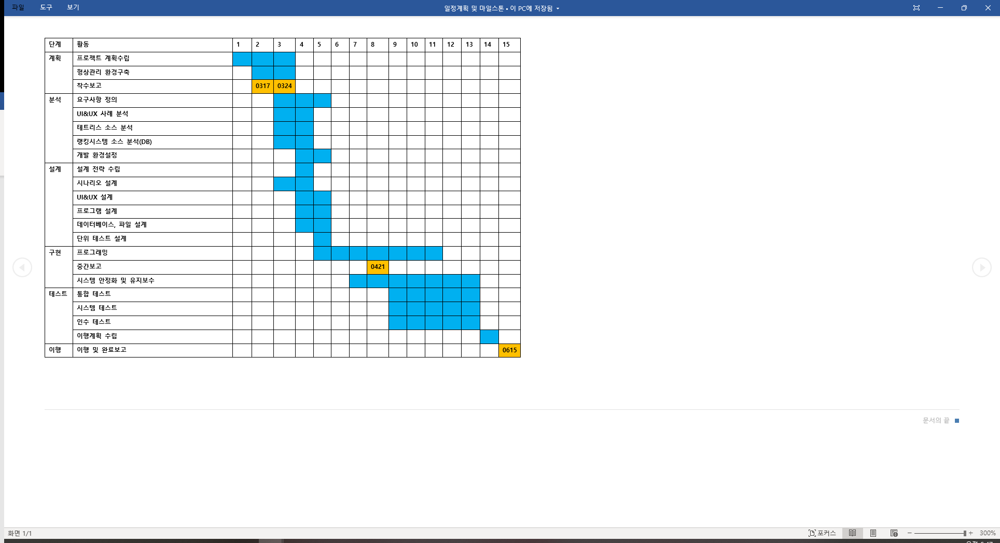 파일 도구 보기 일정계획 및 마일스톤 • 이 PC에 저장됨
단계 활동 1 2 3 4 5 6 7 8 9 10 11 12 13 14 15
계획 프로젝트 계획수립
형상관리 환경구축
착수보고 0317 0324
분석 요구사항 정의
UI&UX 사례 분석
테트리스 소스 분석
랭킹시스템 소스 분석(DB)
개발 환경설정
설계 설계 전략 수립
시나리오 설계
UI&UX 설계
프로그램 설계
데이터베이스, 파일 설계
단위 테스트 설계
구현 프로그래밍
중간보고 0421
시스템 안정화 및 유지보수
테스트 통합 테스트
시스템 테스트
인수 테스트
이행계획 수립
이행 이행 및 완료보고 0615
문서의 끝
화면 1/1 포커스 300%